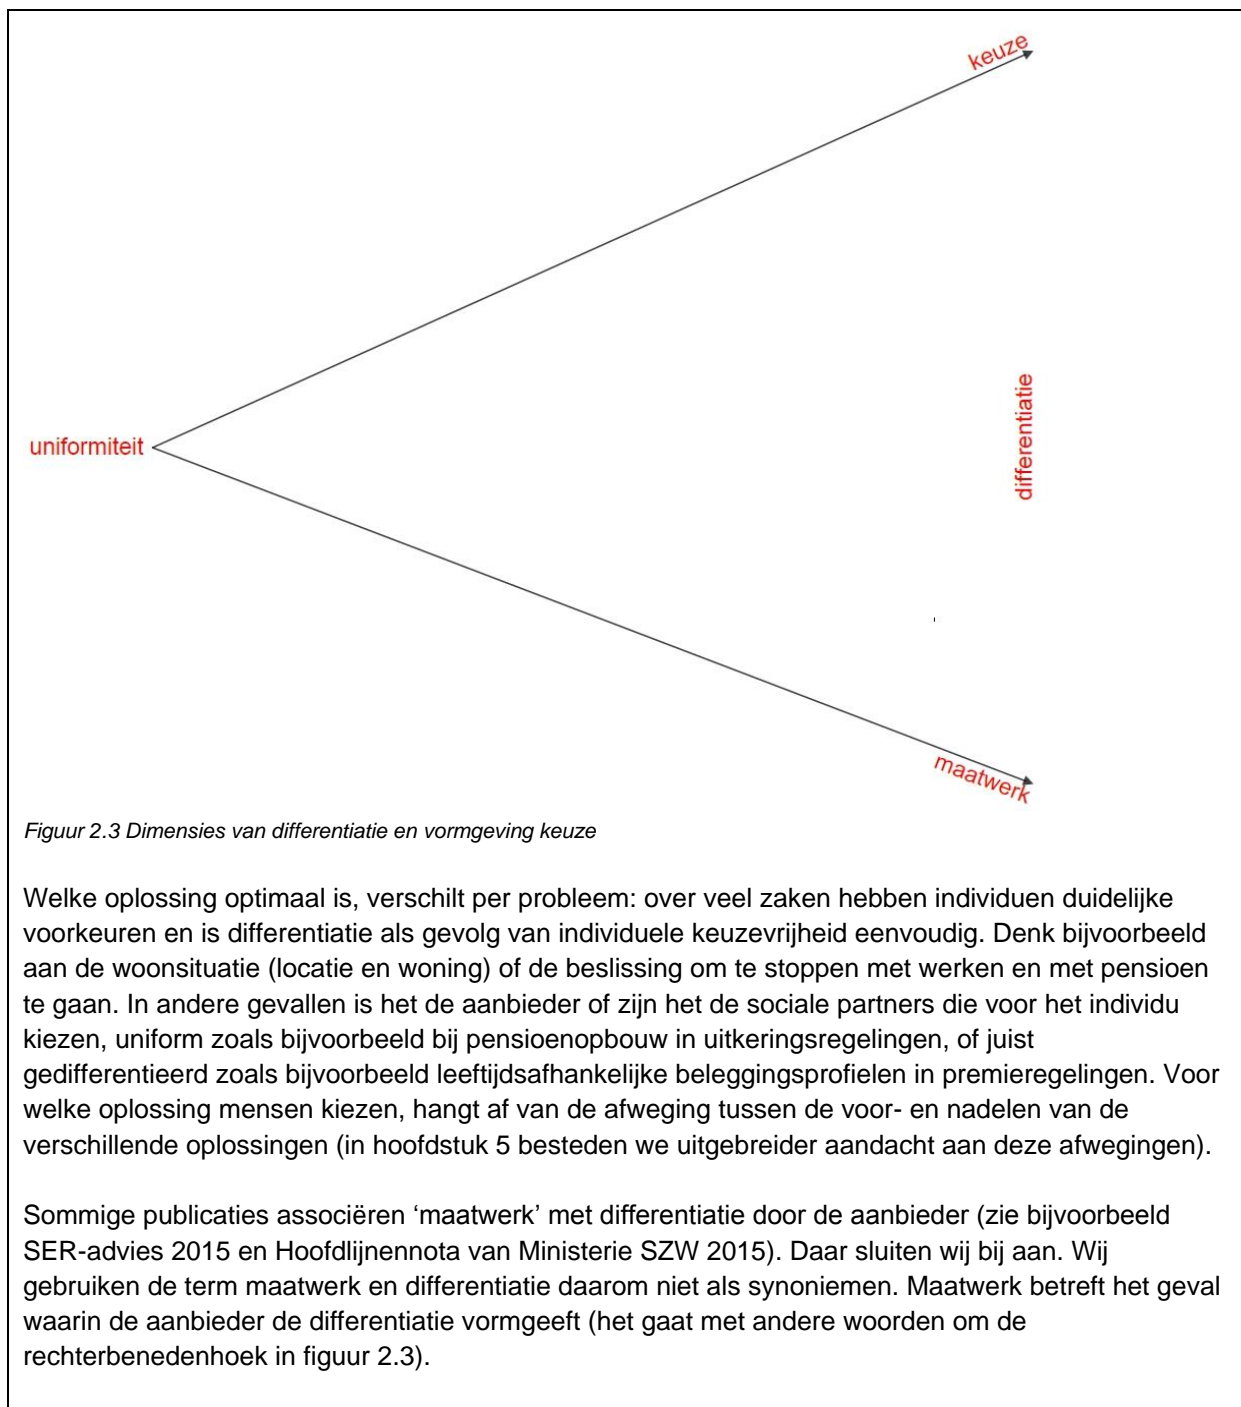 keuze
differentiatie
uniformiteit
maatwerk
Figuur 2.3 Dimensies van differentiatie en vormgeving keuze
Welke oplossing optimaal is, verschilt per probleem: over veel zaken hebben individuen duidelijke
voorkeuren en is differentiatie als gevolg van individuele keuzevrijheid eenvoudig. Denk bijvoorbeeld
aan de woonsituatie (locatie en woning) of de beslissing om te stoppen met werken en met pensioen
te gaan. In andere gevallen is het de aanbieder of zijn het de sociale partners die voor het individu
kiezen, uniform zoals bijvoorbeeld bij pensioenopbouw in uitkeringsregelingen, of juist
gedifferentieerd zoals bijvoorbeeld leeftijdsafhankelijke beleggingsprofielen in premieregelingen. Voor
welke oplossing mensen kiezen, hangt af van de afweging tussen de voor- en nadelen van de
verschillende oplossingen (in hoofdstuk 5 besteden we uitgebreider aandacht aan deze afwegingen).
Sommige publicaties associëren ‘maatwerk’ met differentiatie door de aanbieder (zie bijvoorbeeld
SER-advies 2015 en Hoofdlijnennota van Ministerie SZW 2015). Daar sluiten wij bij aan. Wij
gebruiken de term maatwerk en differentiatie daarom niet als synoniemen. Maatwerk betreft het geval
waarin de aanbieder de differentiatie vormgeeft (het gaat met andere woorden om de
rechterbenedenhoek in figuur 2.3).